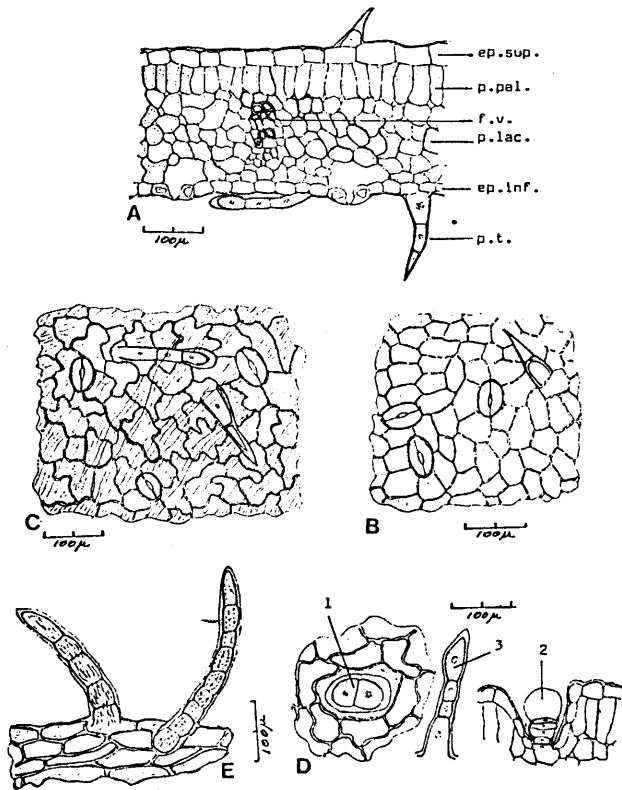 ep.sup.
p.pal.
f.v.
p.lac.
ep.inf.
p.t.
A
100µ
C
100µ
B
100µ
E
100µ
D
1
3
2
100µ